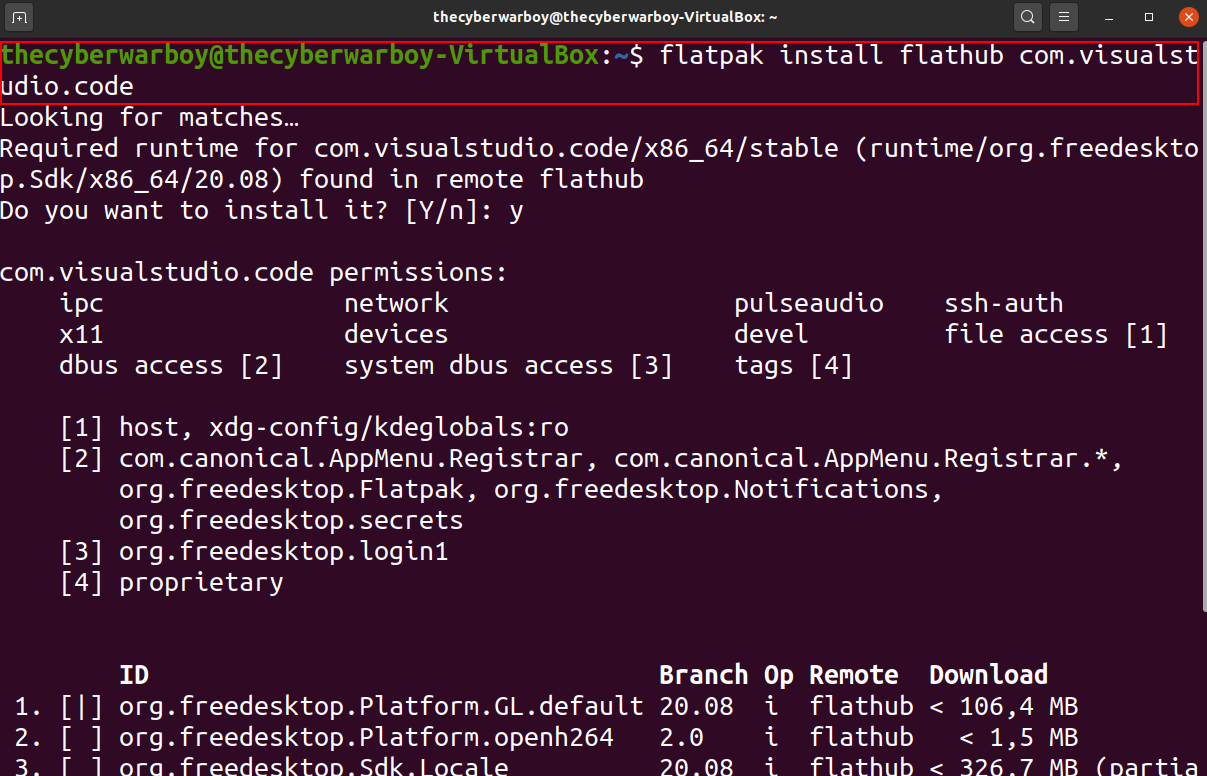 thecyberwarboy@thecyberwarboy-VirtualBox: ~
thecyberwarboy@thecyberwarboy-VirtualBox:~$ flatpak install flathub com.visualst
udio.code
Looking for matches…
Required runtime for com.visualstudio.code/x86_64/stable (runtime/org.freedeskto
p.Sdk/x86_64/20.08) found in remote flathub
Do you want to install it? [Y/n]: y
com.visualstudio.code permissions:
ipc network pulseaudio ssh-auth
x11 devices devel file access [1]
dbus access [2] system dbus access [3] tags [4]
[1] host, xdg-config/kdeglobals:ro
[2] com.canonical.AppMenu.Registrar, com.canonical.AppMenu.Registrar.*,
org.freedesktop.Flatpak, org.freedesktop.Notifications,
org.freedesktop.secrets
[3] org.freedesktop.login1
[4] proprietary
ID Branch Op Remote Download
1. [|] org.freedesktop.Platform.GL.default 20.08 i flathub < 106,4 MB
2. [ ] org.freedesktop.Platform.openh264 2.0 i flathub < 1,5 MB
3. [ ] org.freedesktop.Sdk.Locale 20.08 i flathub < 326,7 MB (partia